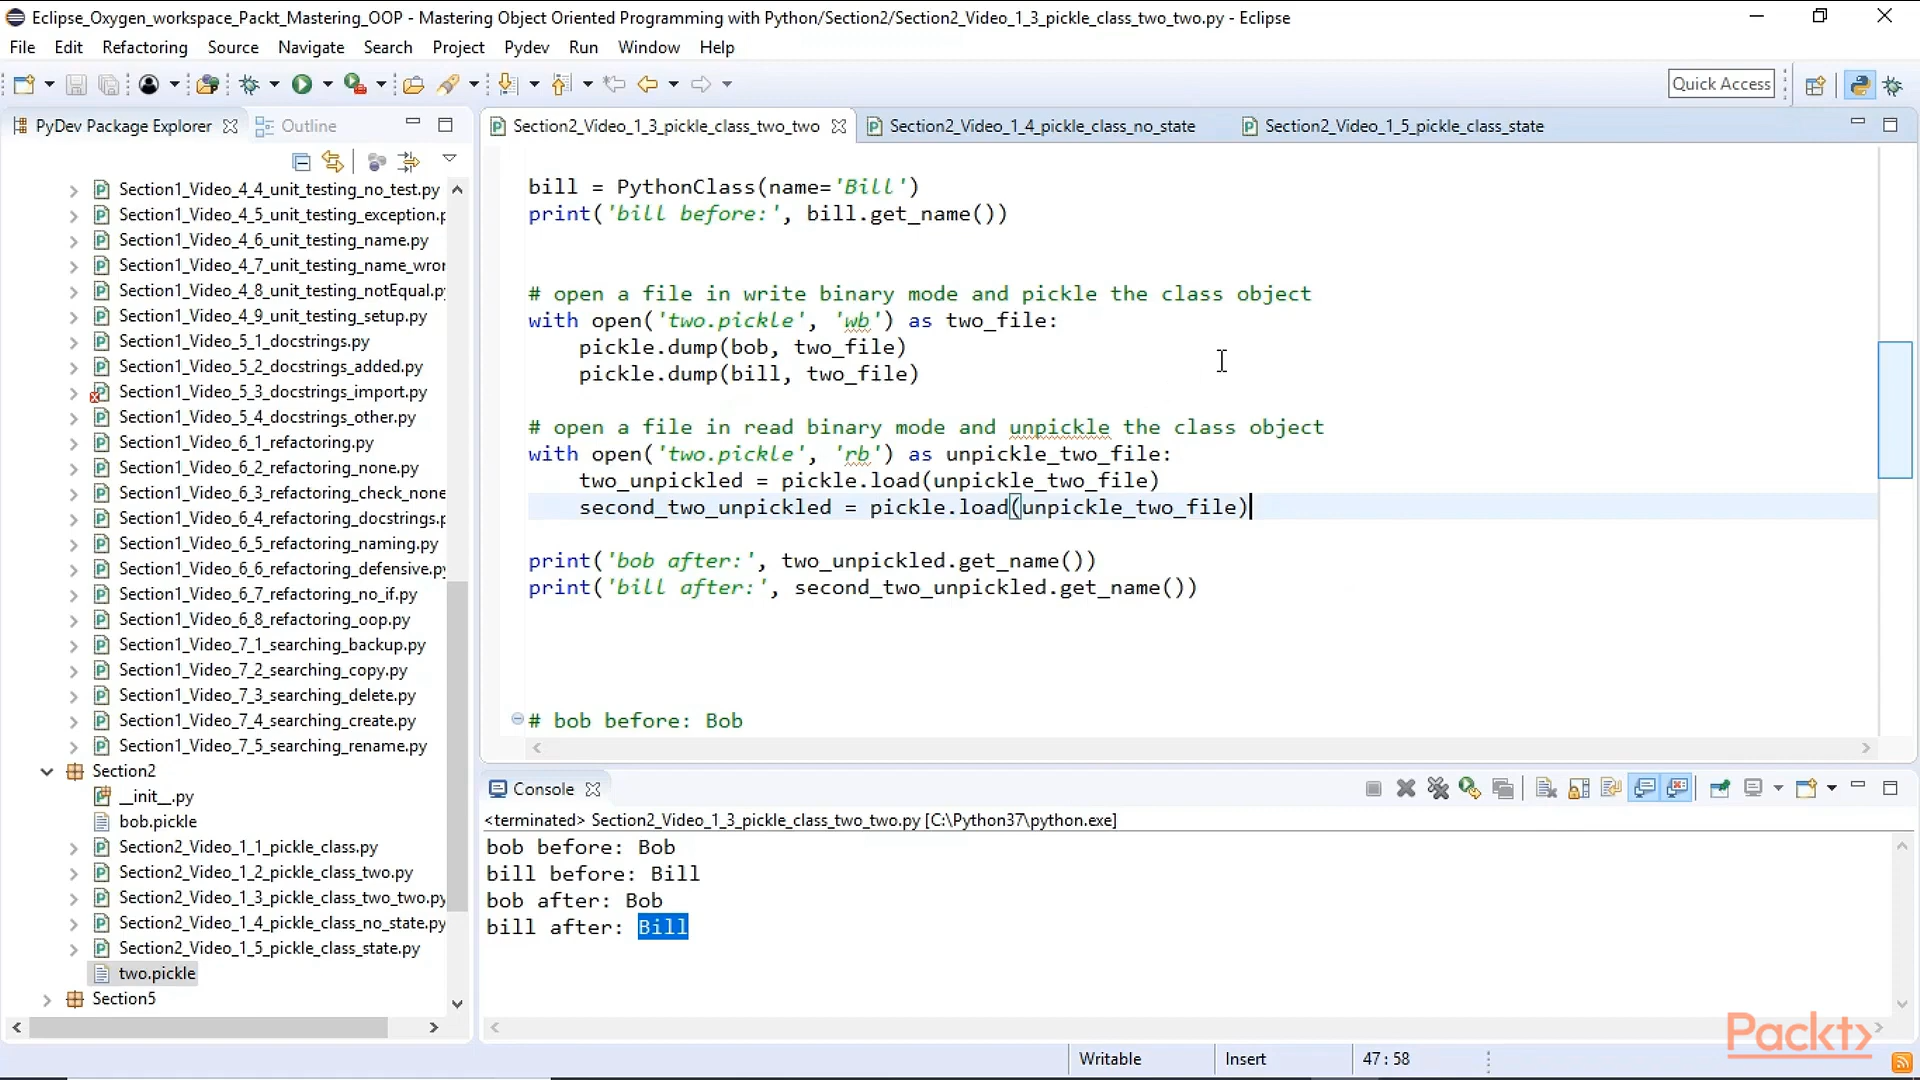 Eclipse_Oxygen_workspace_Packt_Mastering_OOP - Mastering Object Oriented Programming with Python/Section2/Section2_Video_1_3_pickle_class_two_two.py - Eclipse
File Edit Refactoring Source Navigate Search Project Pydev Run Window Help
Quick Access
PyDev Package Explorer Outline
Section2_Video_1_3_pickle_class_two_two Section2_Video_1_4_pickle_class_no_state Section2_Video_1_5_pickle_class_state
Section1_Video_4_4_unit_testing_no_test.py
Section1_Video_4_5_unit_testing_exception.p
Section1_Video_4_6_unit_testing_name.py
Section1_Video_4_7_unit_testing_name_wror
Section1_Video_4_8_unit_testing_notEqual.py
Section1_Video_4_9_unit_testing_setup.py
Section1_Video_5_1_docstrings.py
Section1_Video_5_2_docstrings_added.py
Section1_Video_5_3_docstrings_import.py
Section1_Video_5_4_docstrings_other.py
Section1_Video_6_1_refactoring.py
Section1_Video_6_2_refactoring_none.py
Section1_Video_6_3_refactoring_check_none
Section1_Video_6_4_refactoring_docstrings.p
Section1_Video_6_5_refactoring_naming.py
Section1_Video_6_6_refactoring_defensive.py
Section1_Video_6_7_refactoring_no_if.py
Section1_Video_6_8_refactoring_oop.py
Section1_Video_7_1_searching_backup.py
Section1_Video_7_2_searching_copy.py
Section1_Video_7_3_searching_delete.py
Section1_Video_7_4_searching_create.py
Section1_Video_7_5_searching_rename.py
Section2
__init__.py
bob.pickle
Section2_Video_1_1_pickle_class.py
Section2_Video_1_2_pickle_class_two.py
Section2_Video_1_3_pickle_class_two_two.py
Section2_Video_1_4_pickle_class_no_state.py
Section2_Video_1_5_pickle_class_state.py
two.pickle
Section5
bill = PythonClass(name='Bill')
print('bill before:', bill.get_name())
# open a file in write binary mode and pickle the class object
with open('two.pickle', 'wb') as two_file:
pickle.dump(bob, two_file)
pickle.dump(bill, two_file)
# open a file in read binary mode and unpickle the class object
with open('two.pickle', 'rb') as unpickle_two_file:
two_unpickled = pickle.load(unpickle_two_file)
second_two_unpickled = pickle.load(unpickle_two_file)
print('bob after:', two_unpickled.get_name())
print('bill after:', second_two_unpickled.get_name())
# bob before: Bob
Console
<terminated> Section2_Video_1_3_pickle_class_two_two.py [C:\Python37\python.exe]
bob before: Bob
bill before: Bill
bob after: Bob
bill after: Bill
Packt
Writable Insert 47 : 58